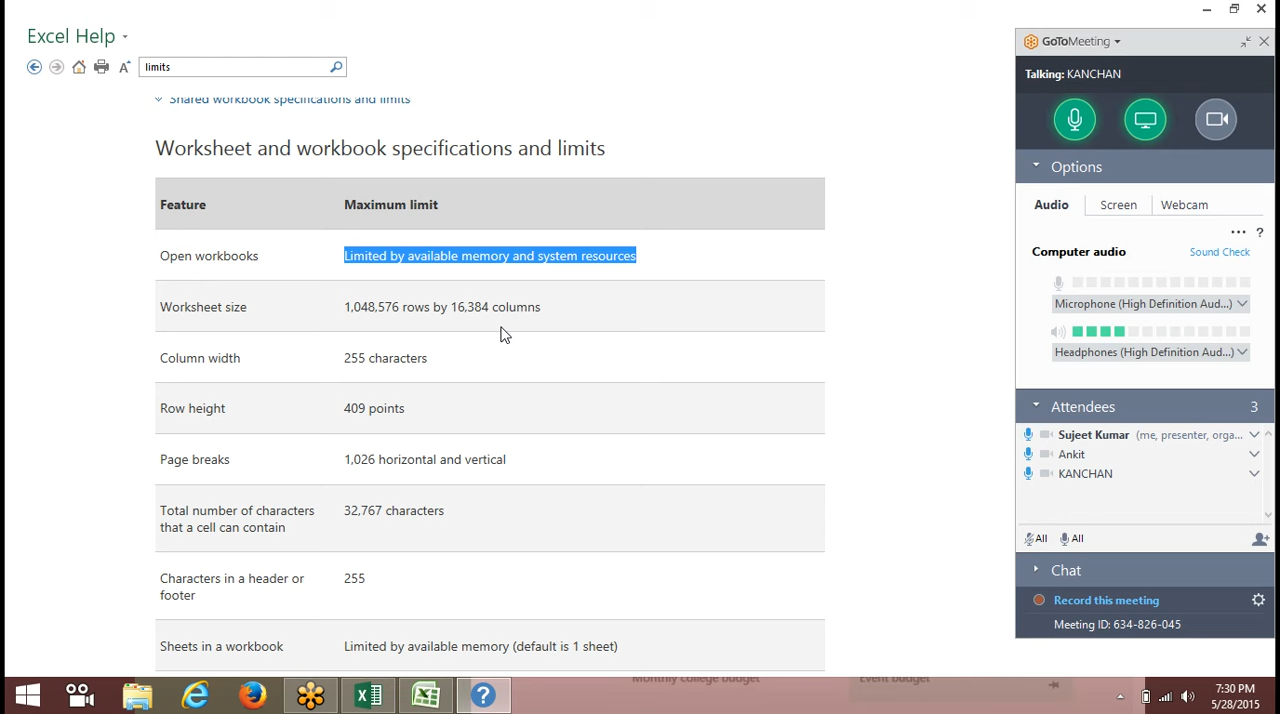 Excel Help
limits
Shared workbook specifications and limits
Worksheet and workbook specifications and limits
Feature Maximum limit
Open workbooks Limited by available memory and system resources
Worksheet size 1,048,576 rows by 16,384 columns
Column width 255 characters
Row height 409 points
Page breaks 1,026 horizontal and vertical
Total number of characters that a cell can contain 32,767 characters
Characters in a header or footer 255
Sheets in a workbook Limited by available memory (default is 1 sheet)
Monthly college budget Event budget
GoToMeeting
Talking: KANCHAN
Options
Audio Screen Webcam
... ?
Computer audio Sound Check
Microphone (High Definition Aud...)
Headphones (High Definition Aud...)
Attendees 3
Sujeet Kumar (me, presenter, orga...
Ankit
KANCHAN
All All
Chat
Record this meeting
Meeting ID: 634-826-045
7:30 PM
5/28/2015